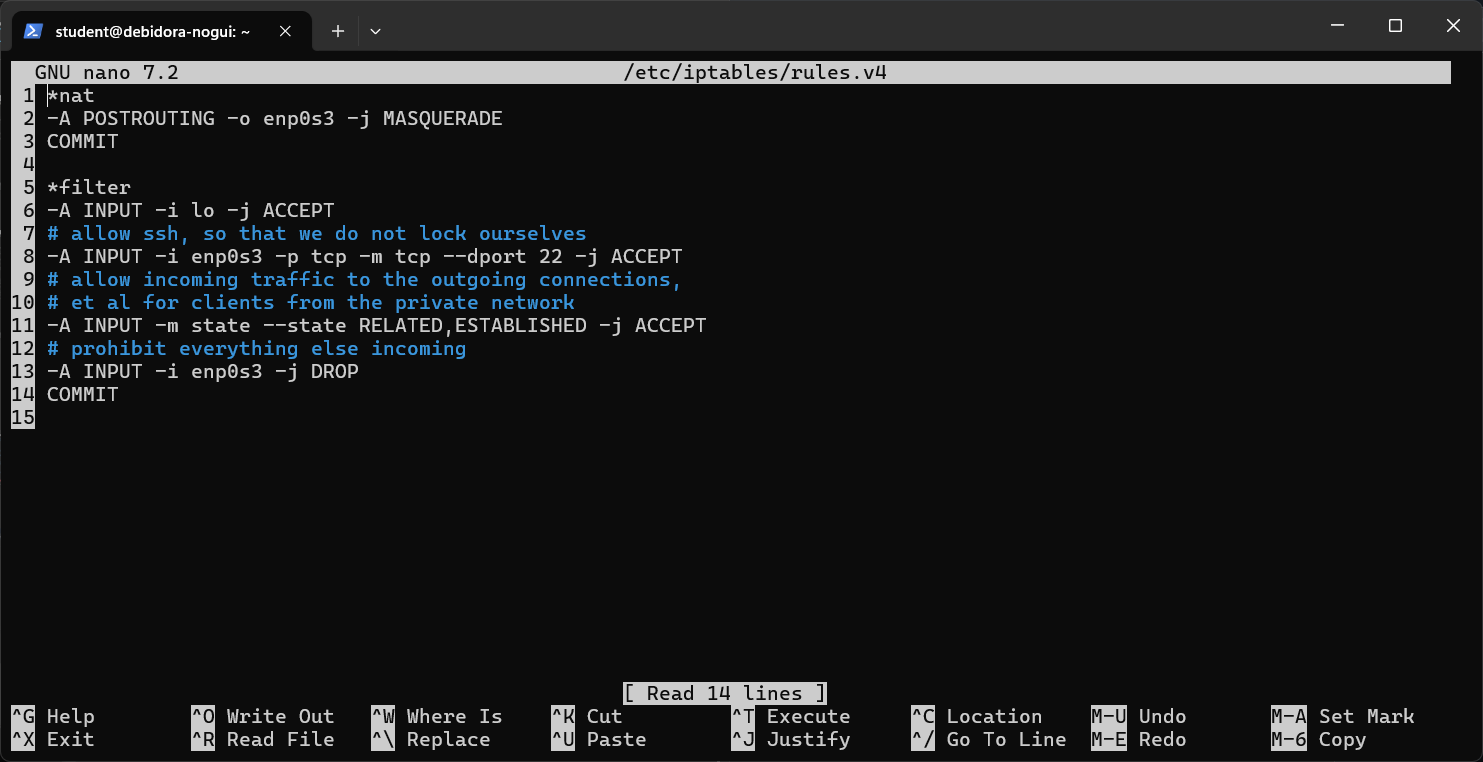 student@debidora-nogui: ~
GNU nano 7.2 /etc/iptables/rules.v4
1 *nat
2 -A POSTROUTING -o enp0s3 -j MASQUERADE
3 COMMIT
4
5 *filter
6 -A INPUT -i lo -j ACCEPT
7 # allow ssh, so that we do not lock ourselves
8 -A INPUT -i enp0s3 -p tcp -m tcp --dport 22 -j ACCEPT
9 # allow incoming traffic to the outgoing connections,
10 # et al for clients from the private network
11 -A INPUT -m state --state RELATED,ESTABLISHED -j ACCEPT
12 # prohibit everything else incoming
13 -A INPUT -i enp0s3 -j DROP
14 COMMIT
15
[ Read 14 lines ]
^G Help ^O Write Out ^W Where Is ^K Cut ^T Execute ^C Location M-U Undo M-A Set Mark
^X Exit ^R Read File ^\ Replace ^U Paste ^J Justify ^/ Go To Line M-E Redo M-6 Copy